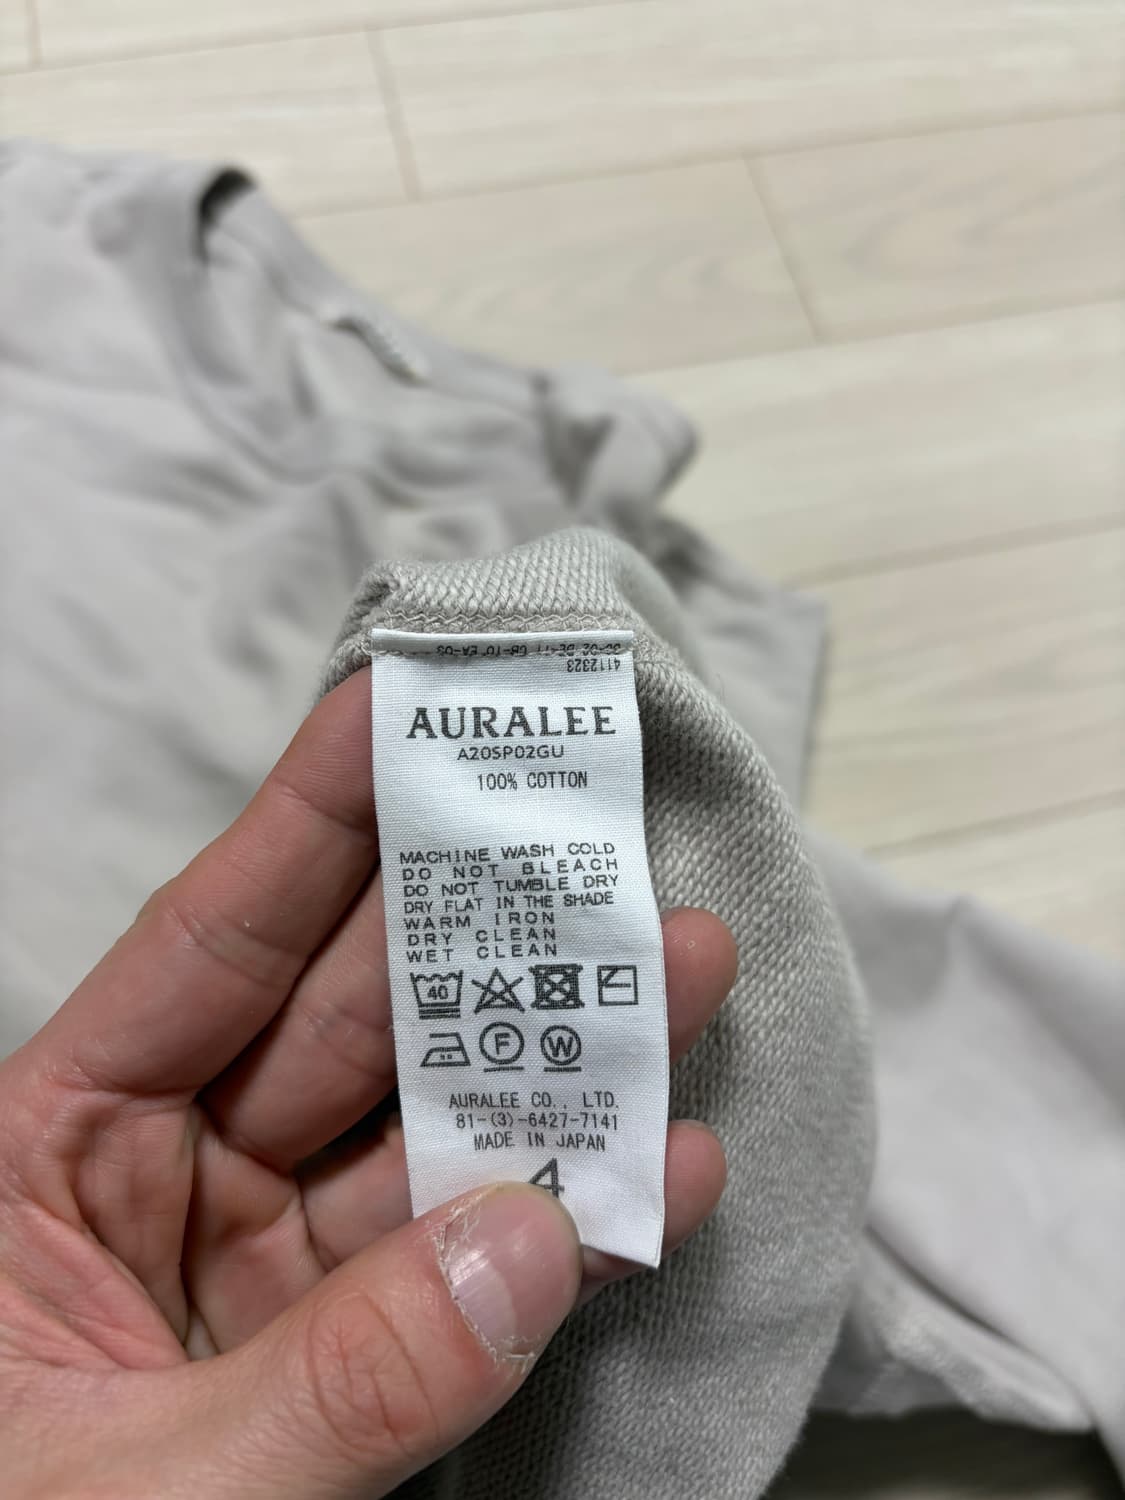 4112323
AURALEE
A20SP02GU
100% COTTON
MACHINE WASH COLD
DO NOT BLEACH
DO NOT TUMBLE DRY
DRY FLAT IN THE SHADE
WARM IRON
DRY CLEAN
WET CLEAN
40
F W
AURALEE CO., LTD.
81-(3)-6427-7141
MADE IN JAPAN
4